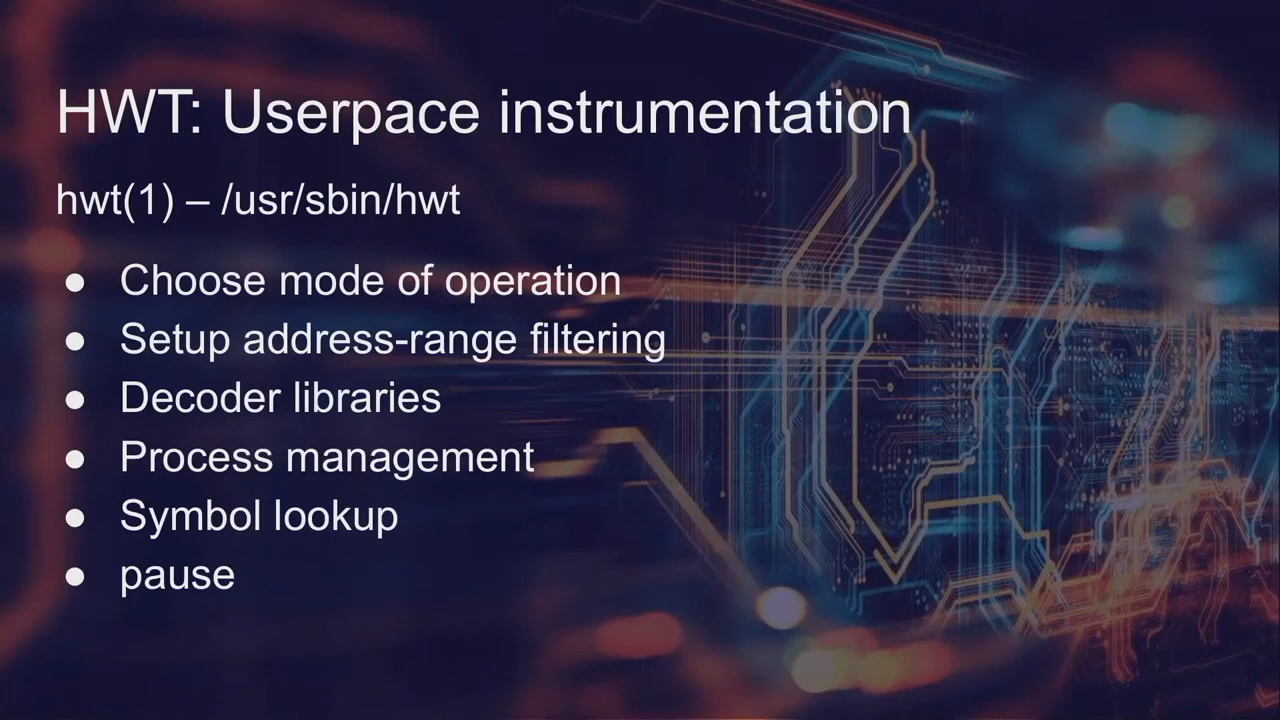 HWT: Userpace instrumentation
hwt(1) – /usr/sbin/hwt
● Choose mode of operation
● Setup address-range filtering
● Decoder libraries
● Process management
● Symbol lookup
● pause